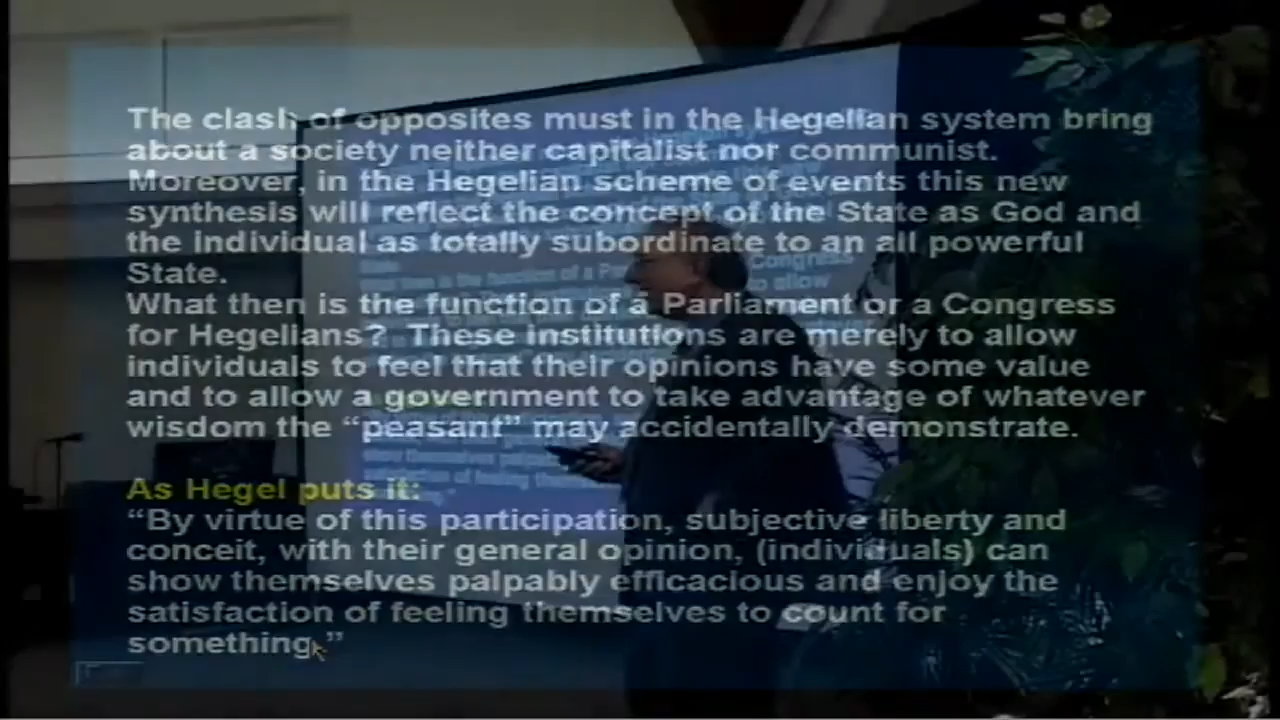 The clash of opposites must in the Hegelian system bring
about a society neither capitalist nor communist.
Moreover, in the Hegelian scheme of events this new
synthesis will reflect the concept of the State as God and
the individual as totally subordinate to an all powerful
State.
What then is the function of a Parliament or a Congress
for Hegelians? These institutions are merely to allow
individuals to feel that their opinions have some value
and to allow a government to take advantage of whatever
wisdom the “peasant” may accidentally demonstrate.
As Hegel puts it:
“By virtue of this participation, subjective liberty and
conceit, with their general opinion, (individuals) can
show themselves palpably efficacious and enjoy the
satisfaction of feeling themselves to count for
something.”